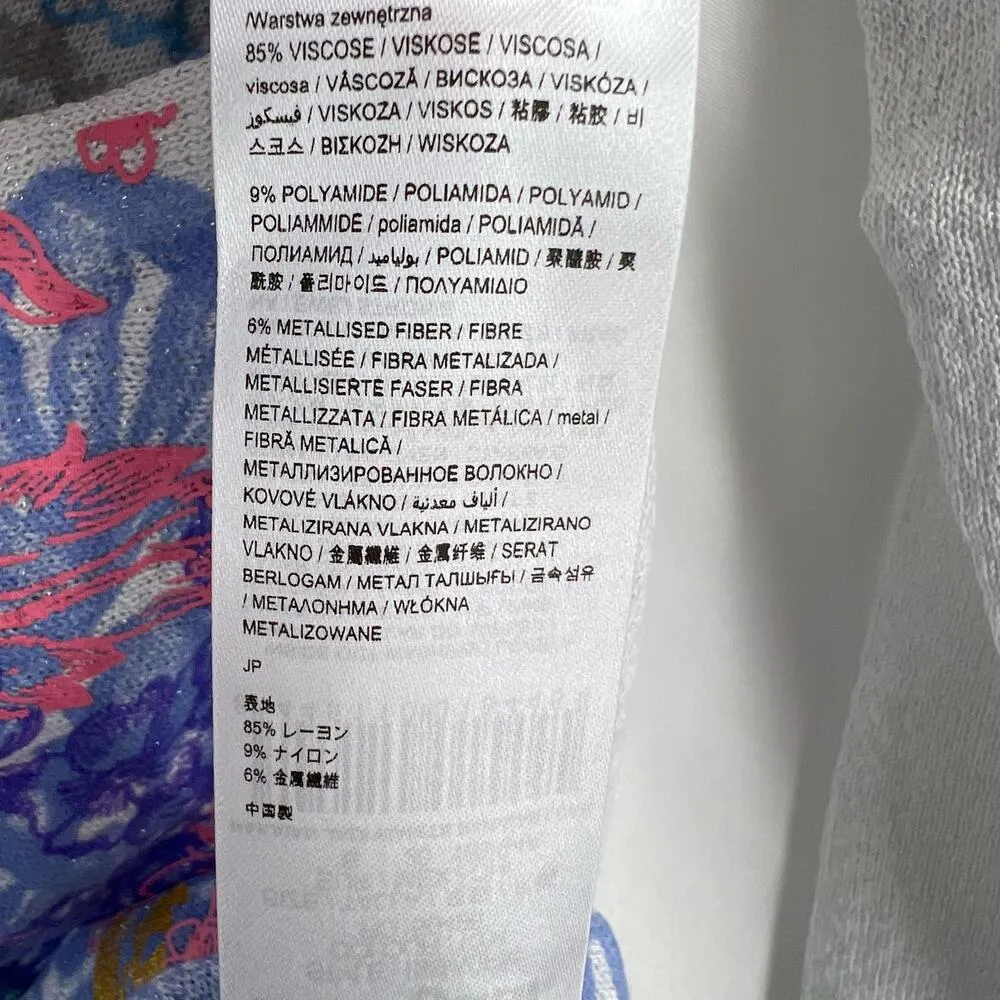 /Warstwa zewnętrzna
85% VISCOSE / VISKOSE / VISCOSA /
viscosa / VÂSCOZĂ / ВИСКОЗА / VISKÓZA /
فيسكوز / VISKOZA / VISKOS / 粘膠 / 粘胶 / 비
스코스 / ΒΙΣΚΟΖΗ / WISKOZA
9% POLYAMIDE / POLIAMIDA / POLYAMID /
POLIAMMIDE / poliamida / POLIAMIDĂ /
ПОЛИАМИД / بولياميد / POLIAMID / 聚醯胺 / 聚
酰胺 / 폴리마이드 / ΠΟΛΥΑΜΙΔΙΟ
6% METALLISED FIBER / FIBRE
MÉTALLISÉE / FIBRA METALIZADA /
METALLISIERTE FASER / FIBRA
METALLIZZATA / FIBRA METÁLICA / metal /
FIBRĂ METALICĂ /
МЕТАЛЛИЗИРОВАННОЕ ВОЛОКНО /
KOVOVÉ VLÁKNO / ألياف معدنية /
METALIZIRANA VLAKNA / METALIZIRANO
VLAKNO / 金屬纖維 / 金属纤维 / SERAT
BERLOGAM / МЕТАЛ ТАЛШЫҒЫ / 금속섬유
/ ΜΕΤΑΛΟΝΗΜΑ / WŁÓKNA
METALIZOWANE
JP
表地
85% レーヨン
9% ナイロン
6% 金属繊維
中国製